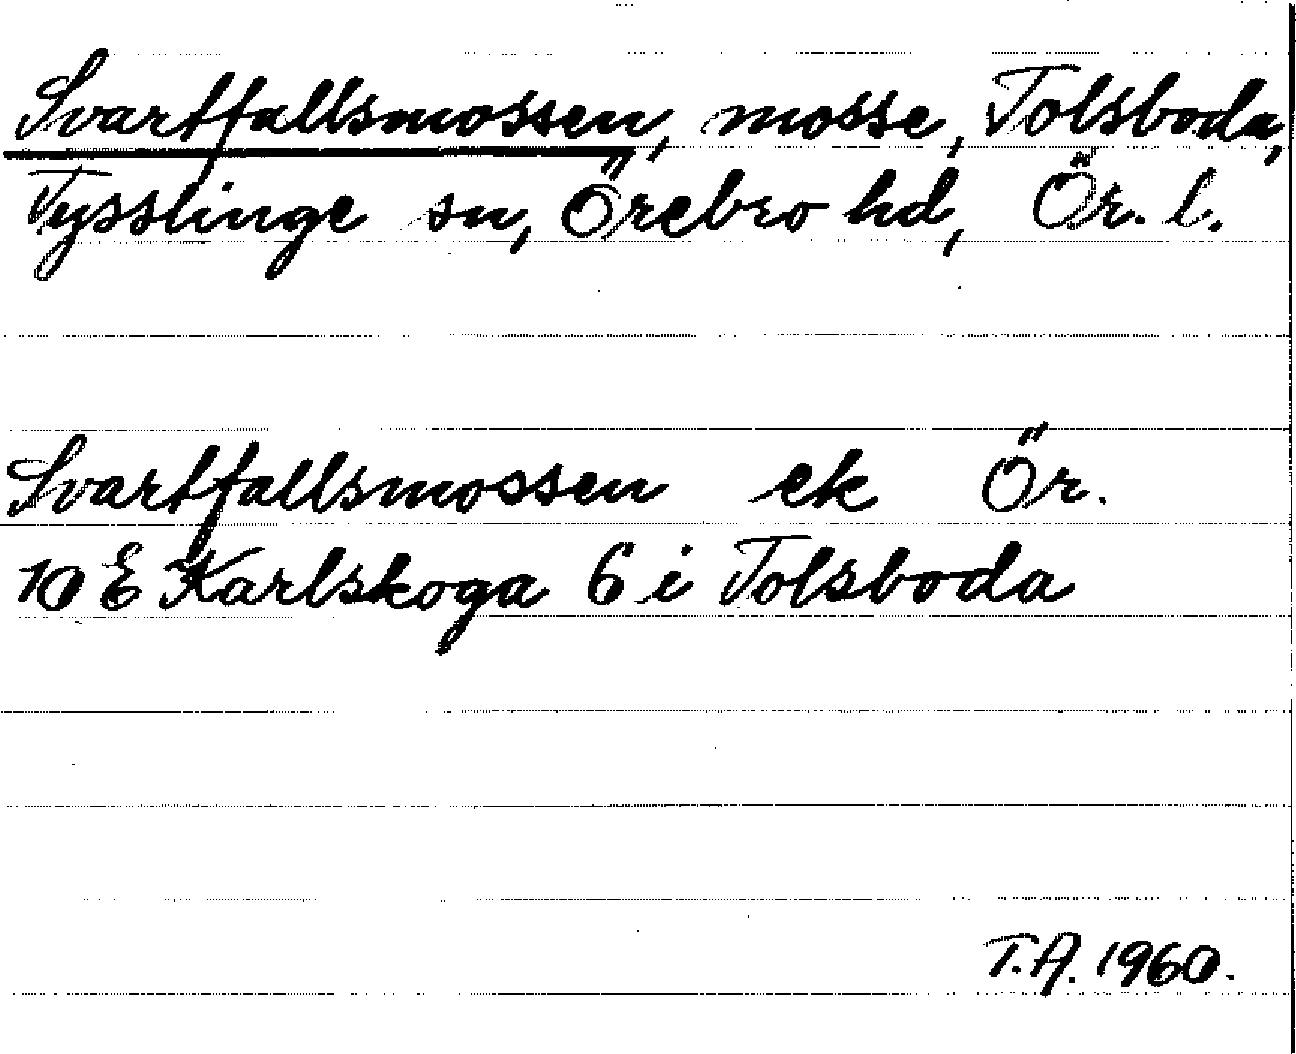 Svartfallsmossen, mosse, Tolsboda,
Tysslinge sn, Örebro hd, Ör. l.
Svartfallsmossen ek Ör.
10 E Karlskoga 6 i Tolsboda
T.A. 1960.